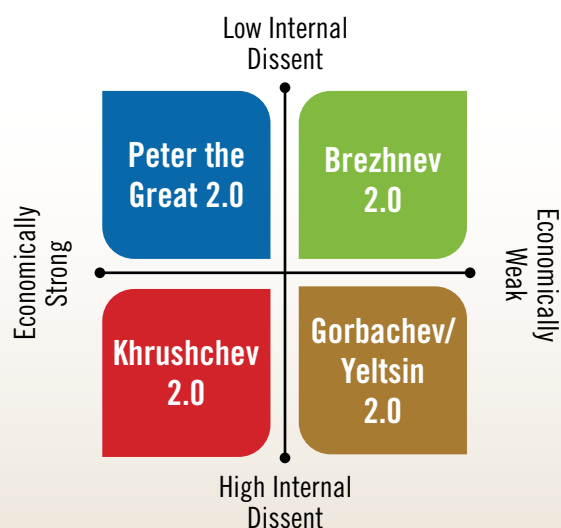 Low Internal
Dissent
Peter the
Great 2.0
Brezhnev
2.0
Economically
Strong
Economically
Weak
Khrushchev
2.0
Gorbachev/
Yeltsin
2.0
High Internal
Dissent